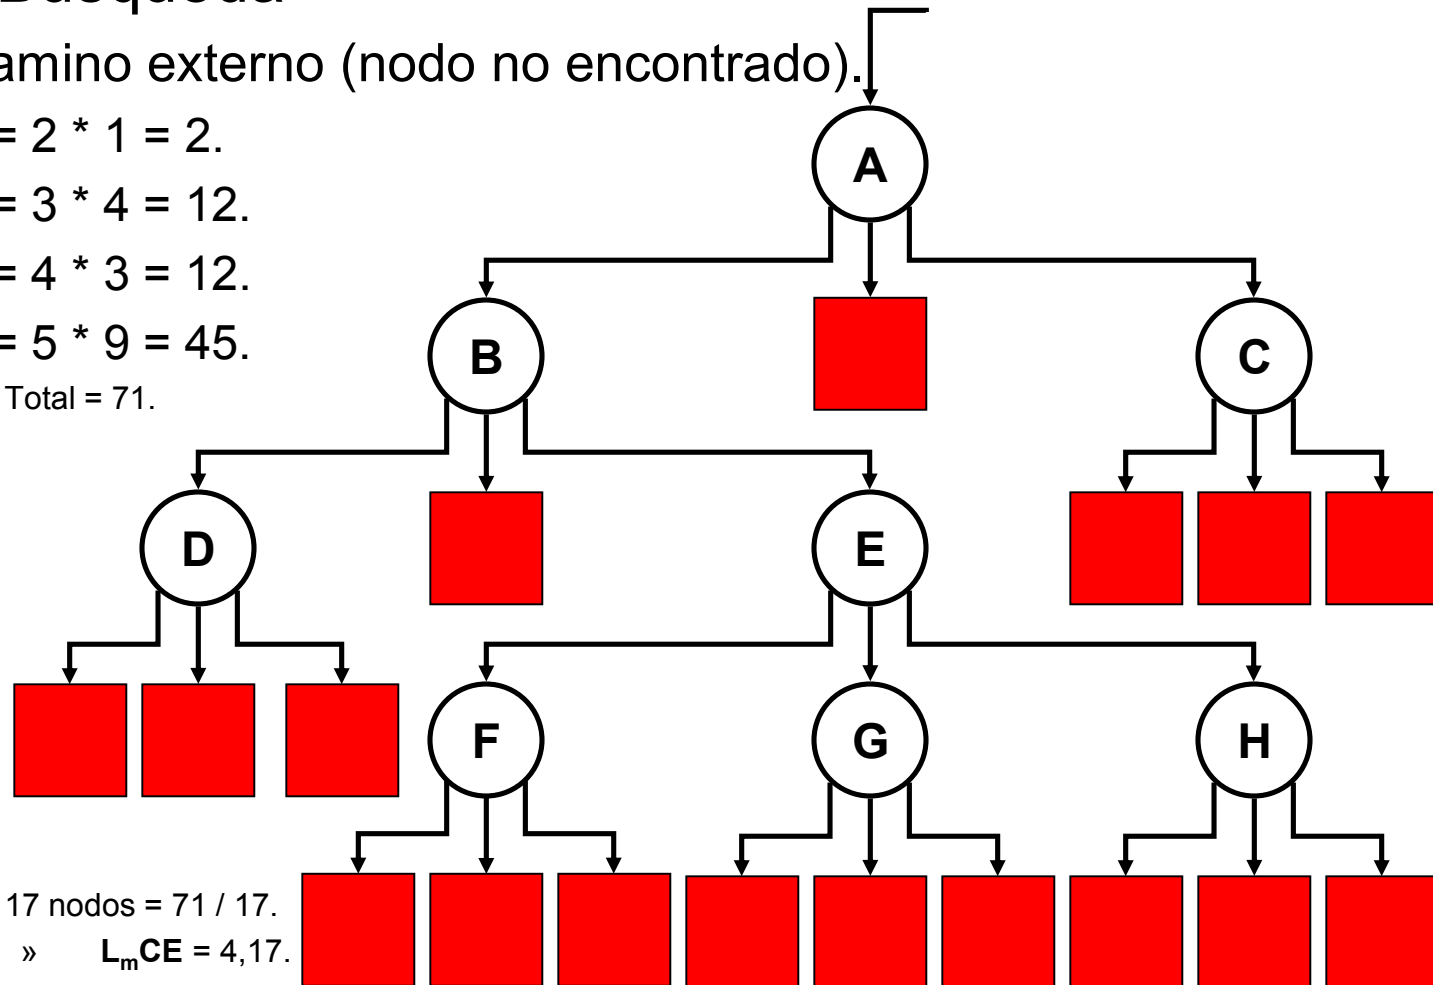 amino externo (nodo no encontrado).
= 2 * 1 = 2.
= 3 * 4 = 12.
= 4 * 3 = 12.
= 5 * 9 = 45.
Total = 71.
A
B
C
D
E
F
G
H
17 nodos = 71 / 17.
» LmCE = 4,17.